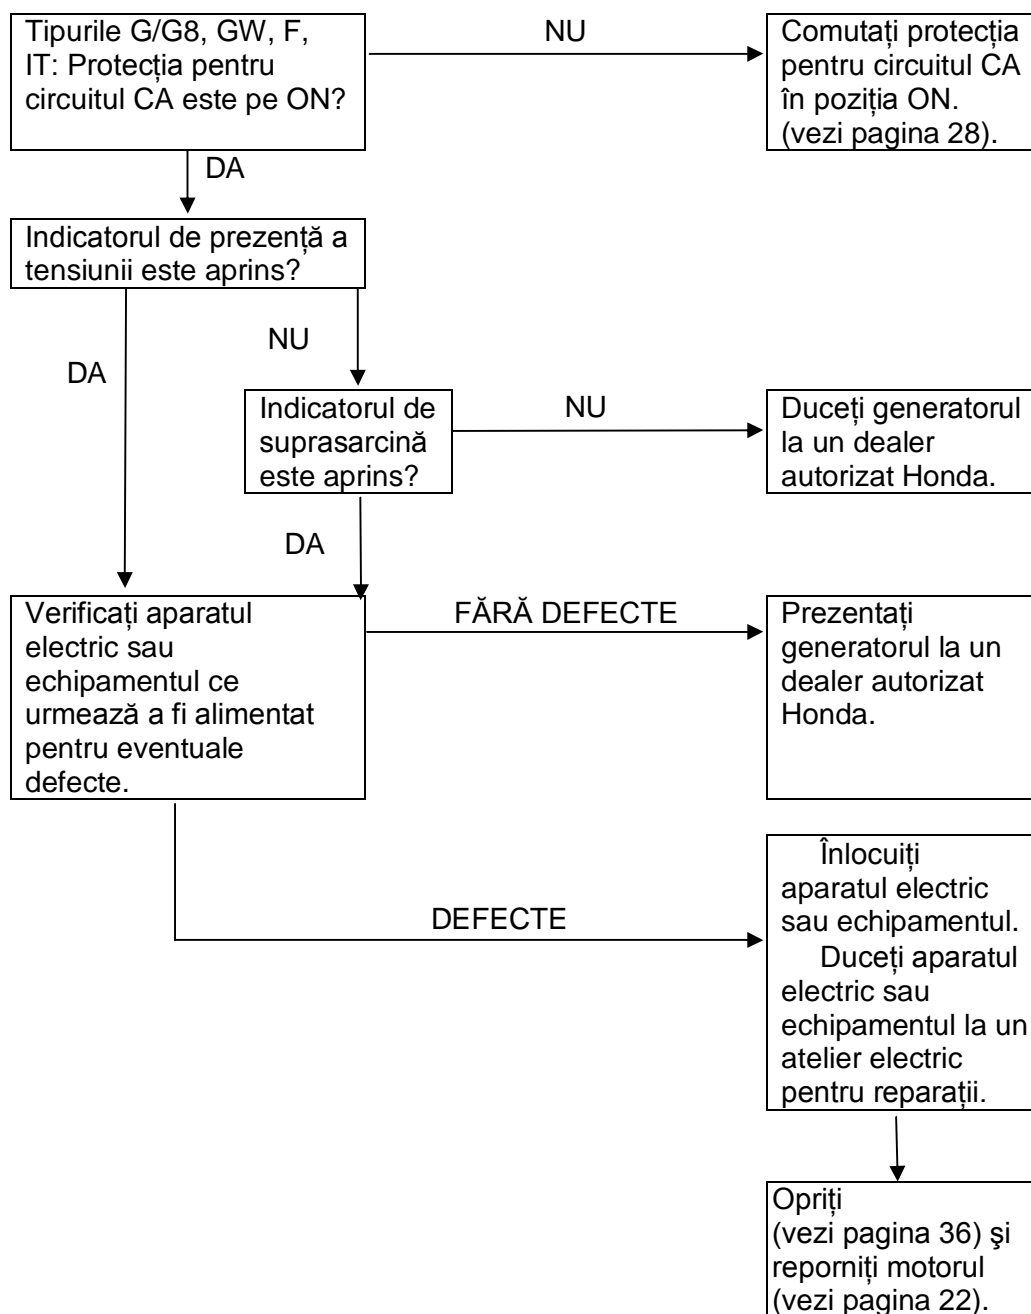 Tipurile G/G8, GW, F,
IT: Protecția pentru
circuitul CA este pe ON?
NU
Comutați protecția
pentru circuitul CA
în poziția ON.
(vezi pagina 28).
DA
Indicatorul de prezență a
tensiunii este aprins?
NU
DA
Indicatorul de
suprasarcină
este aprins?
NU
Duceți generatorul
la un dealer
autorizat Honda.
DA
Verificați aparatul
electric sau
echipamentul ce
urmează a fi alimentat
pentru eventuale
defecte.
FĂRĂ DEFECTE
Prezentați
generatorul la un
dealer autorizat
Honda.
DEFECTE
Înlocuiți
aparatul electric
sau echipamentul.
Duceți aparatul
electric sau
echipamentul la un
atelier electric
pentru reparații.
Opriți
(vezi pagina 36) şi
reporniți motorul
(vezi pagina 22).